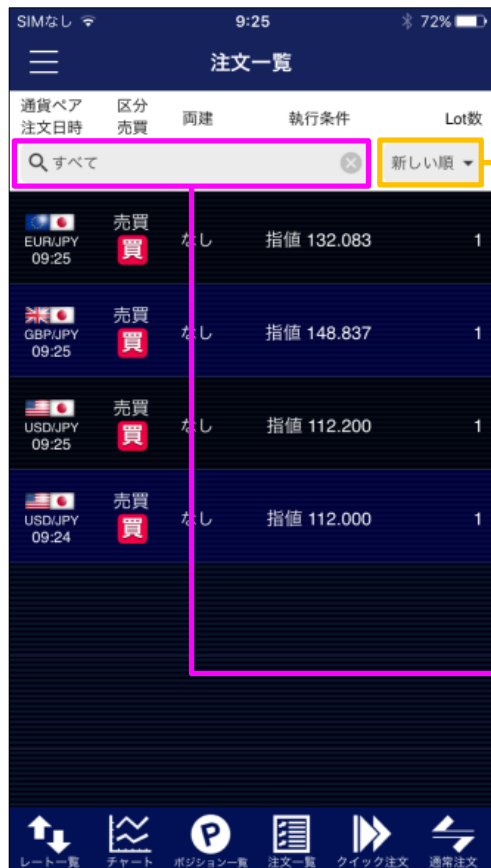 SIMなし 9:25 72%
注文一覧
通貨ペア 区分 両建 執行条件 Lot数
注文日時 売買
すべて 新しい順
EUR/JPY 売買 なし 指値 132.083 1
09:25 買
GBP/JPY 売買 なし 指値 148.837 1
09:25 買
USD/JPY 売買 なし 指値 112.200 1
09:25 買
USD/JPY 売買 なし 指値 112.000 1
09:24 買
P
レート一覧 チャート ポジション一覧 注文一覧 クイック注文 通常注文